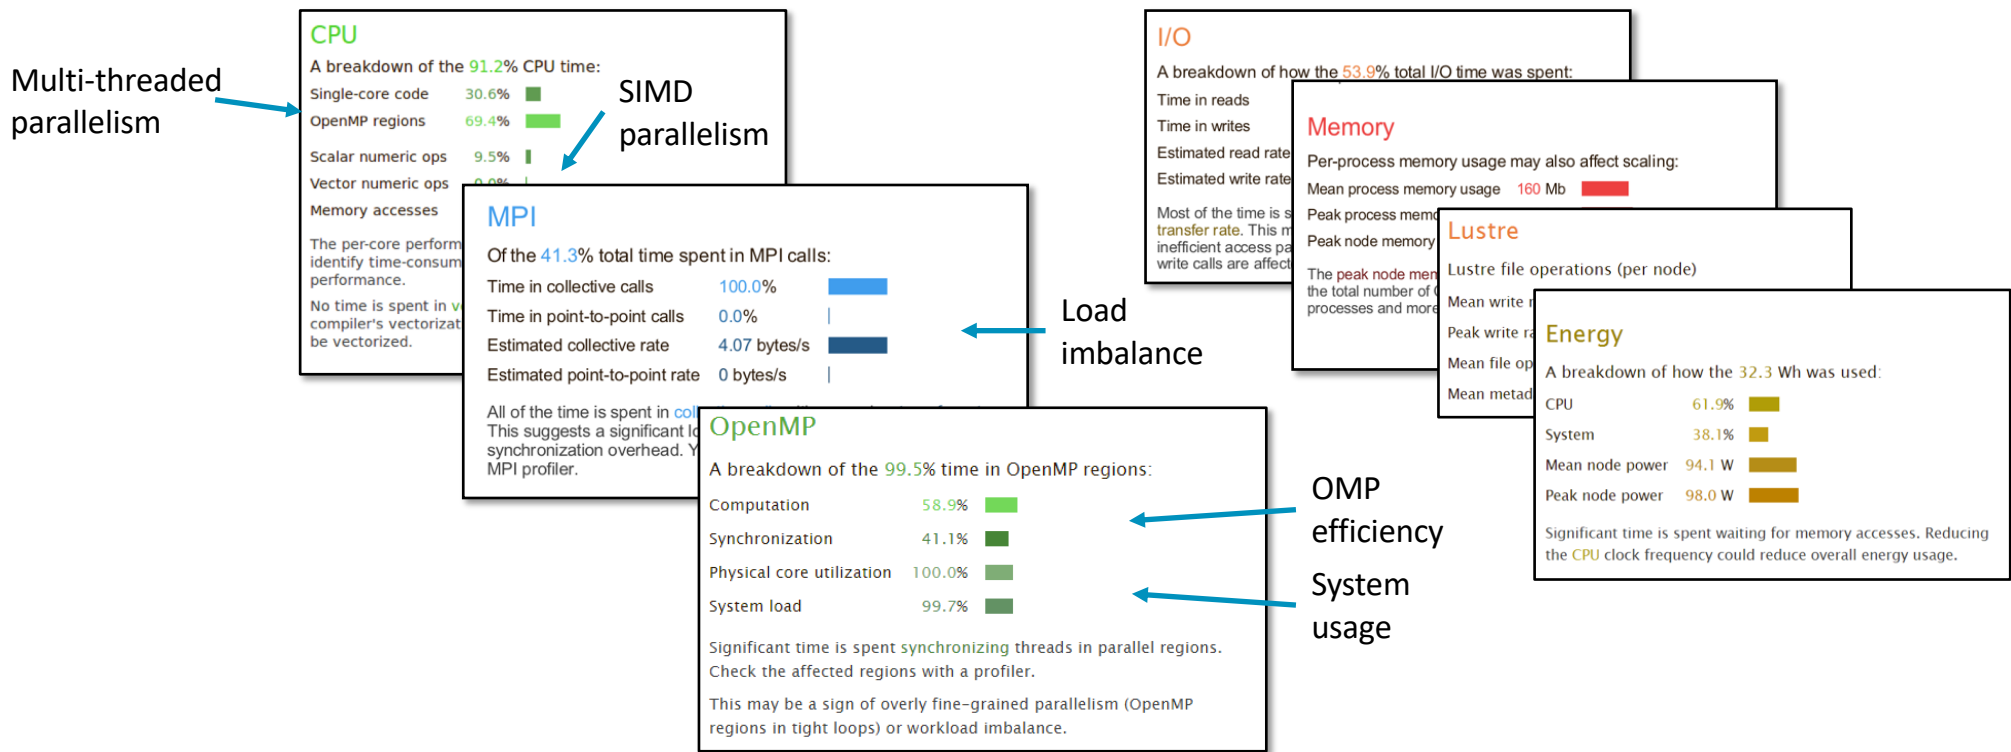 Multi-threaded
parallelism
CPU
A breakdown of the 91.2% CPU time:
Single-core code 30.6%
OpenMP regions 69.4%
Scalar numeric ops 9.5%
Vector numeric ops 0.0%
Memory accesses
The per-core perform
identify time-consum
performance.
No time is spent in v
compiler's vectorizat
be vectorized.
SIMD
parallelism
MPI
Of the 41.3% total time spent in MPI calls:
Time in collective calls 100.0%
Time in point-to-point calls 0.0%
Estimated collective rate 4.07 bytes/s
Estimated point-to-point rate 0 bytes/s
All of the time is spent in
This suggests a significant
synchronization overhead. Y
MPI profiler.
Load
imbalance
OpenMP
A breakdown of the 99.5% time in OpenMP regions:
Computation 58.9%
Synchronization 41.1%
Physical core utilization 100.0%
System load 99.7%
Significant time is spent synchronizing threads in parallel regions.
Check the affected regions with a profiler.
This may be a sign of overly fine-grained parallelism (OpenMP
regions in tight loops) or workload imbalance.
OMP
efficiency
System
usage
I/O
A breakdown of how the 53.9% total I/O time was spent:
Time in reads
Time in writes
Estimated read rate
Estimated write rate
Most of the time is s
transfer rate. This m
inefficient access pa
write calls are affect
Memory
Per-process memory usage may also affect scaling:
Mean process memory usage 160 Mb
Peak process memo
Peak node memory
The peak node mem
the total number of
processes and more
Lustre
Lustre file operations (per node)
Mean write r
Peak write ra
Mean file op
Mean metad
Energy
A breakdown of how the 32.3 Wh was used:
CPU 61.9%
System 38.1%
Mean node power 94.1 W
Peak node power 98.0 W
Significant time is spent waiting for memory accesses. Reducing
the CPU clock frequency could reduce overall energy usage.